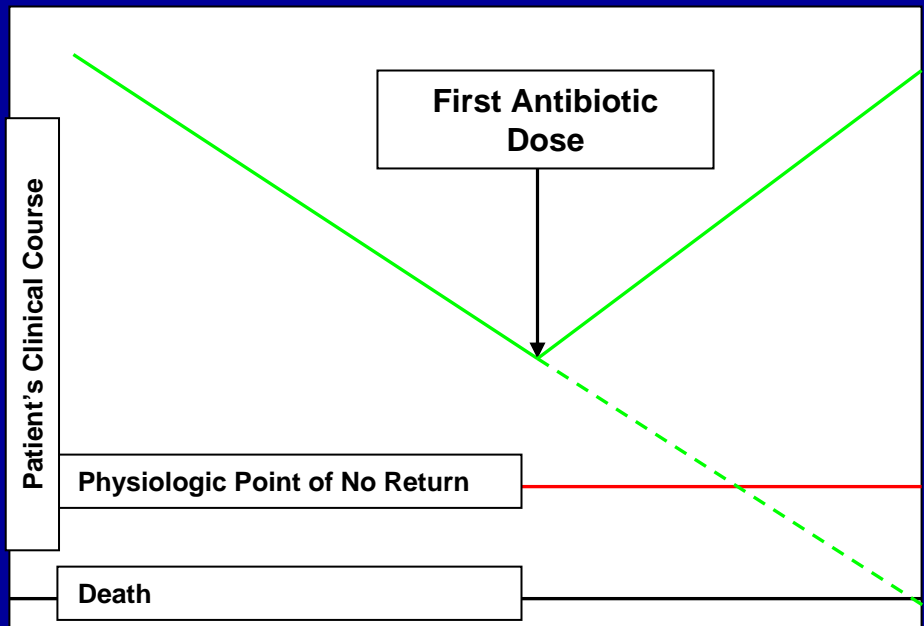 First Antibiotic
Dose
Patient's Clinical Course
Physiologic Point of No Return
Death